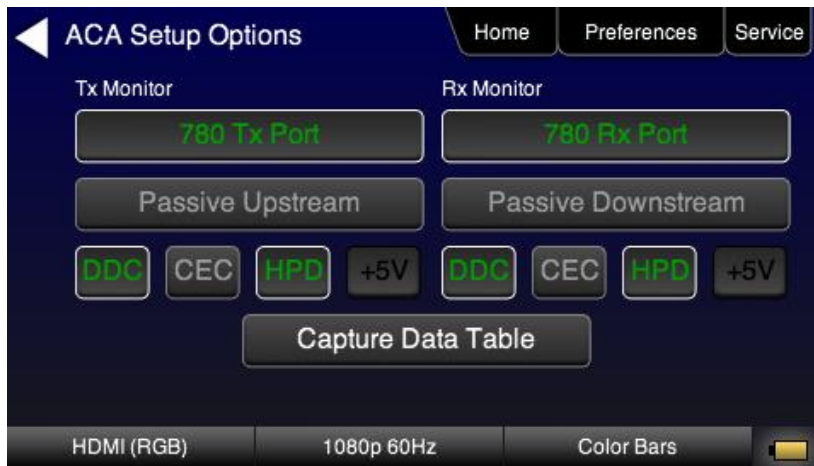 ACA Setup Options
Home
Preferences
Service
Tx Monitor
Rx Monitor
780 Tx Port
780 Rx Port
Passive Upstream
Passive Downstream
DDC CEC HPD +5V
DDC CEC HPD +5V
Capture Data Table
HDMI (RGB)
1080p 60Hz
Color Bars